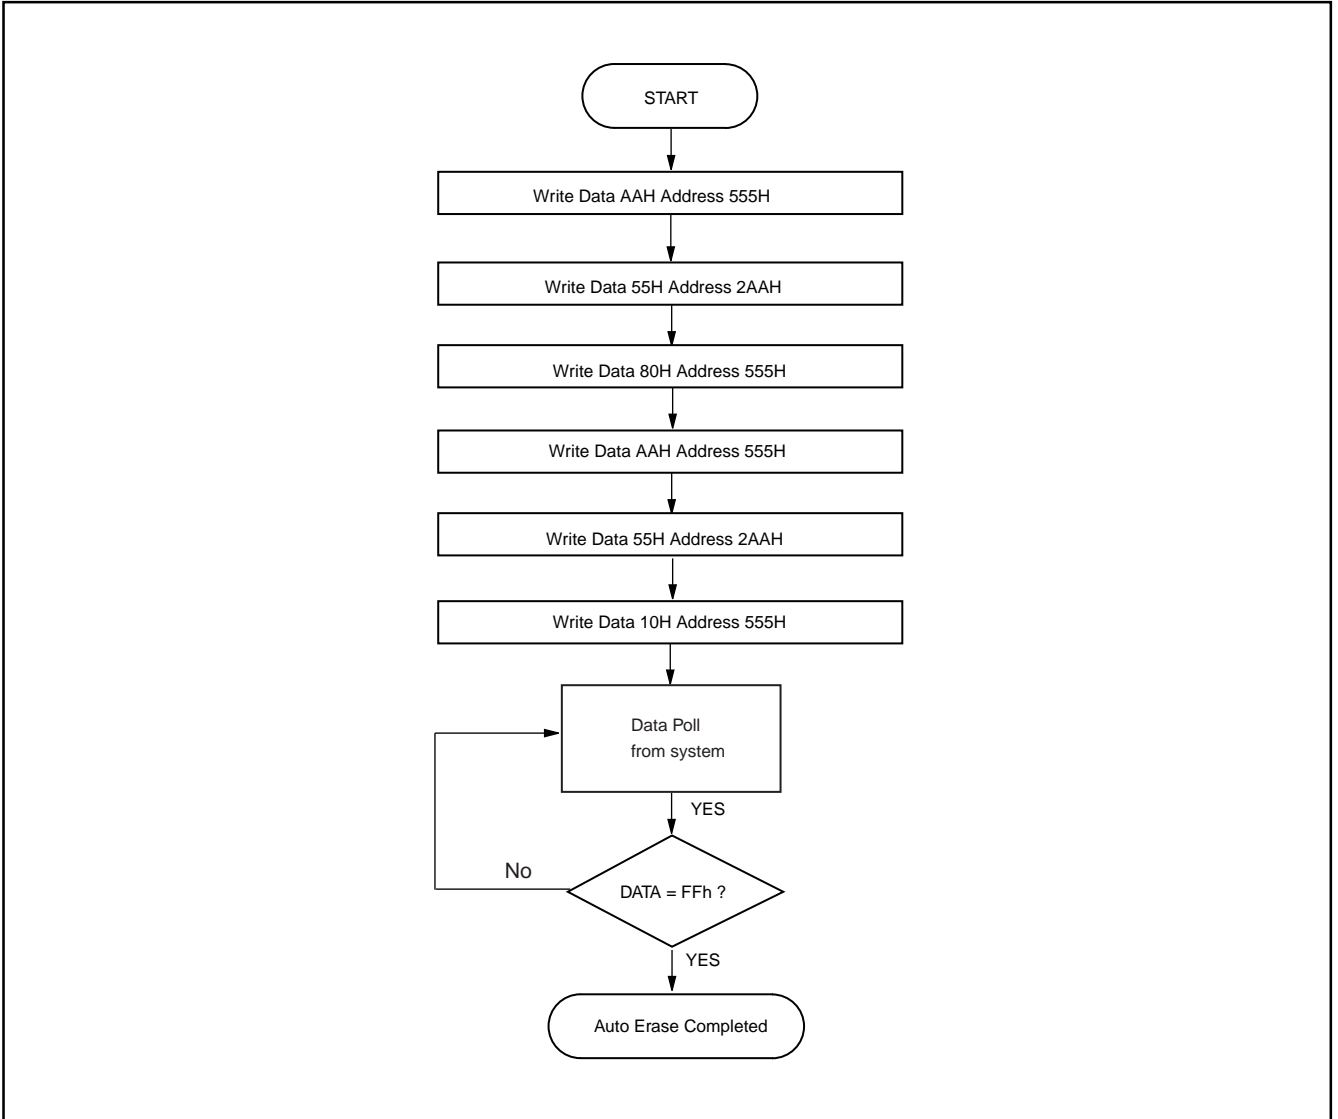 START
Write Data AAH Address 555H
Write Data 55H Address 2AAH
Write Data 80H Address 555H
Write Data AAH Address 555H
Write Data 55H Address 2AAH
Write Data 10H Address 555H
Data Poll
from system
YES
No
DATA = FFh ?
YES
Auto Erase Completed